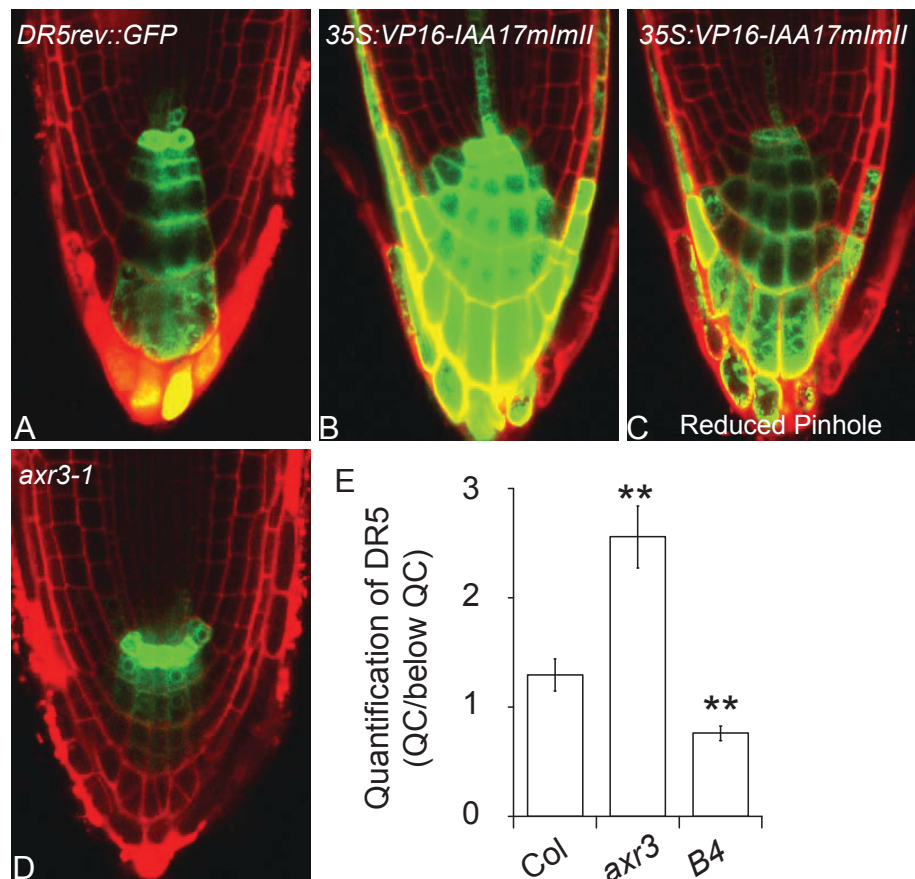 DR5rev::GFP
A
35S:VP16-IAA17mImII
B
35S:VP16-IAA17mImII
C
Reduced Pinhole
axr3-1
D
E
Quantification of DR5
(QC/below QC)
3
2
1
0
**
**
Col
axr3
B4